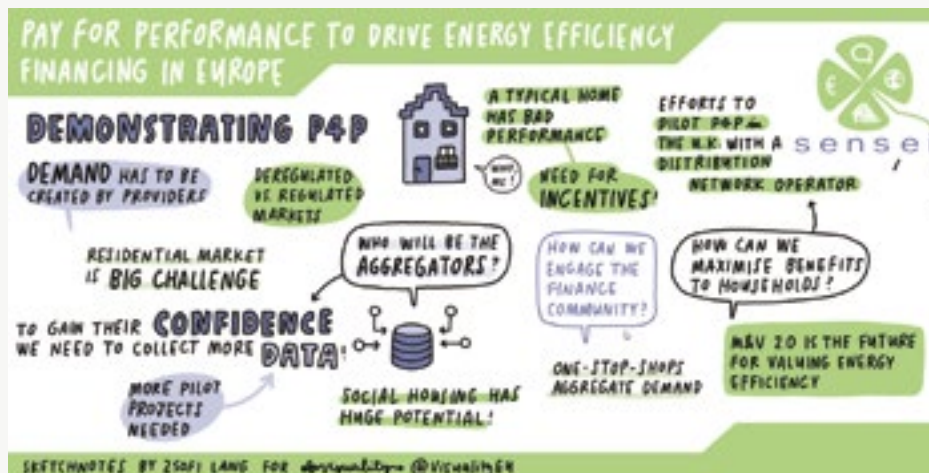 PAY FOR PERFORMANCE TO DRIVE ENERGY EFFICIENCY
FINANCING IN EUROPE
DEMONSTRATING P4P
DEMAND HAS TO BE
CREATED BY PROVIDERS
DEREGULATED
VS REGULATED
MARKETS
A TYPICAL HOME
HAS BAD
PERFORMANCE
WHO, ME!
NEED FOR
INCENTIVES!
EFFORTS TO
PILOT P4P
THE U.K. WITH A
DISTRIBUTION
NETWORK OPERATOR
sensei
RESIDENTIAL MARKET
IS BIG CHALLENGE
WHO WILL BE THE
AGGREGATORS?
HOW CAN WE
ENGAGE THE
FINANCE
COMMUNITY?
HOW CAN WE
MAXIMISE BENEFITS
TO HOUSEHOLDS?
TO GAIN THEIR CONFIDENCE
WE NEED TO COLLECT MORE DATA!
MORE PILOT
PROJECTS
NEEDED
SOCIAL HOUSING HAS
HUGE POTENTIAL!
ONE-STOP-SHOPS
AGGREGATE DEMAND
M&V 2.0 IS THE FUTURE
FOR VALUING ENERGY
EFFICIENCY
SKETCHNOTES BY ZSOFI LANG FOR